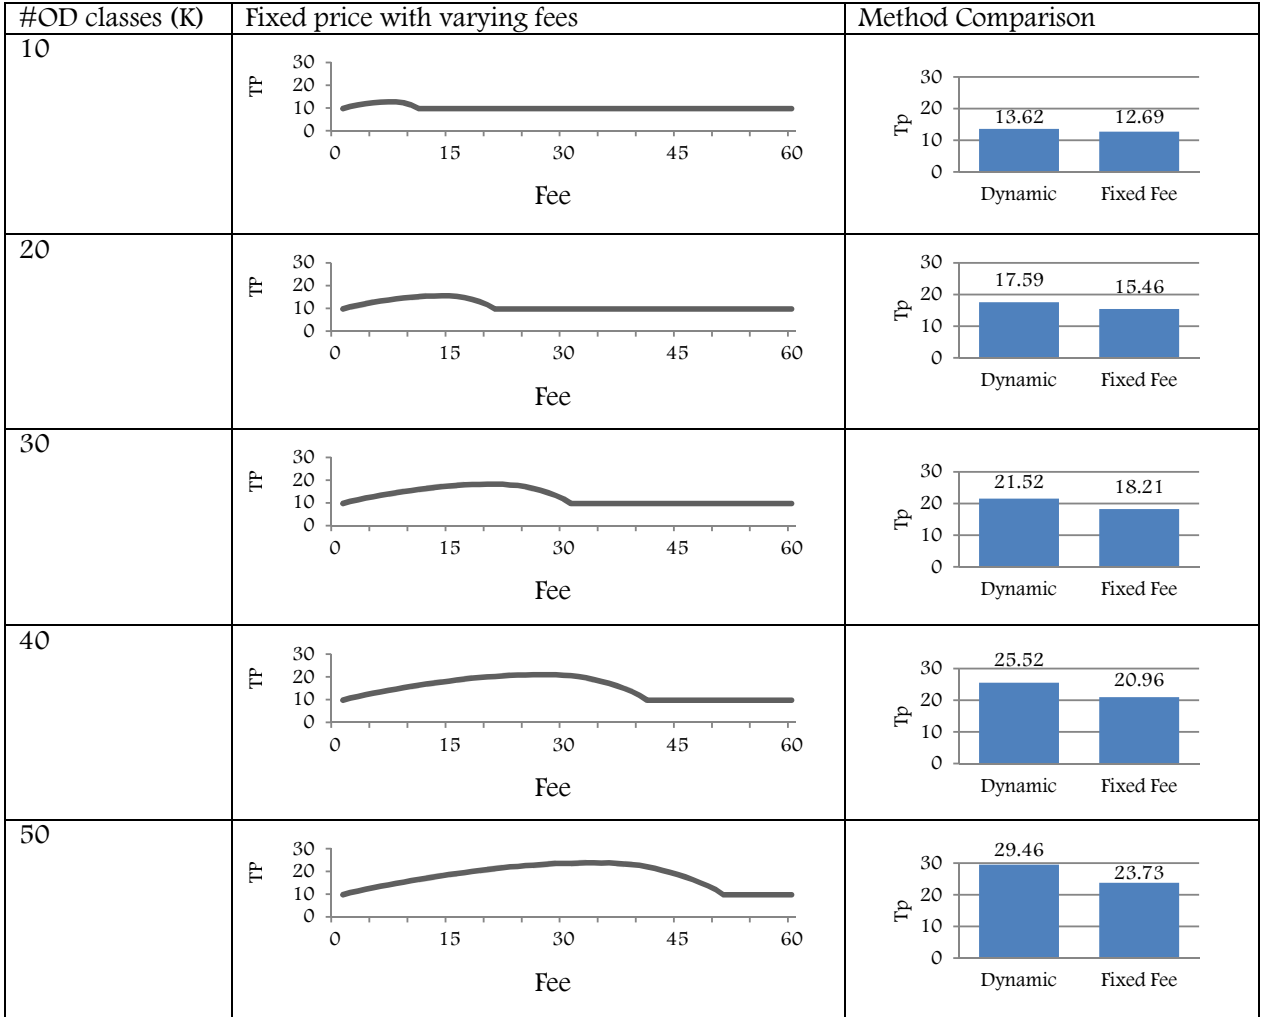 #OD classes (K) Fixed price with varying fees Method Comparison
10
TP
30
20
10
0
0 15 30 45 60
Fee
Tp
30
20
10
0
13.62 12.69
Dynamic Fixed Fee
20
TP
30
20
10
0
0 15 30 45 60
Fee
Tp
30
20
10
0
17.59 15.46
Dynamic Fixed Fee
30
TP
30
20
10
0
0 15 30 45 60
Fee
Tp
30
20
10
0
21.52 18.21
Dynamic Fixed Fee
40
TP
30
20
10
0
0 15 30 45 60
Fee
Tp
30
20
10
0
25.52 20.96
Dynamic Fixed Fee
50
TP
30
20
10
0
0 15 30 45 60
Fee
Tp
30
20
10
0
29.46 23.73
Dynamic Fixed Fee